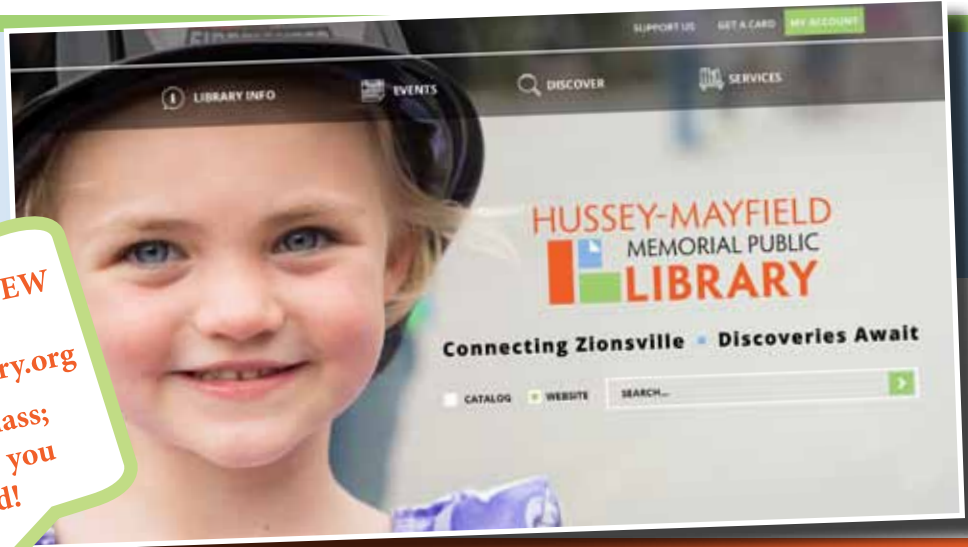 SUPPORT US GET A CARD MY ACCOUNT
LIBRARY INFO EVENTS DISCOVER SERVICES
HUSSEY-MAYFIELD
MEMORIAL PUBLIC
LIBRARY
Connecting Zionsville Discoveries Await
CATALOG WEBSITE SEARCH...
EW
ry.org
ass;
you
d!